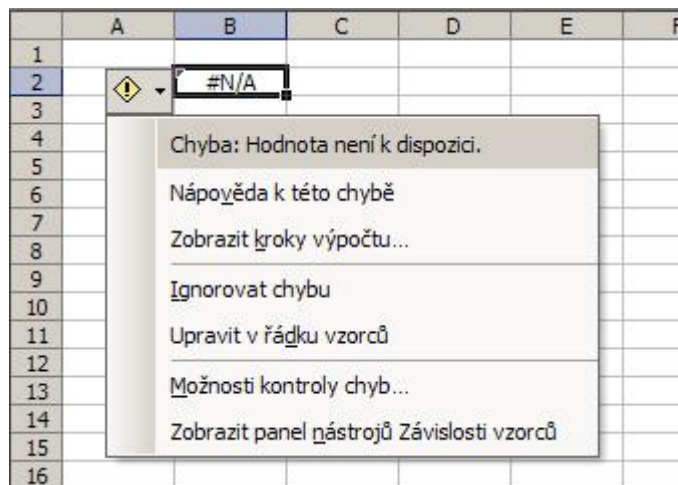 A B C D E
1
2 #N/A
3
4
5
6
7
8
9
10
11
12
13
14
15
16
Chyba: Hodnota není k dispozici.
Nápověda k této chybě
Zobrazit kroky výpočtu...
Ignorovat chybu
Upravit v řádku vzorců
Možnosti kontroly chyb...
Zobrazit panel nástrojů Závislosti vzorců